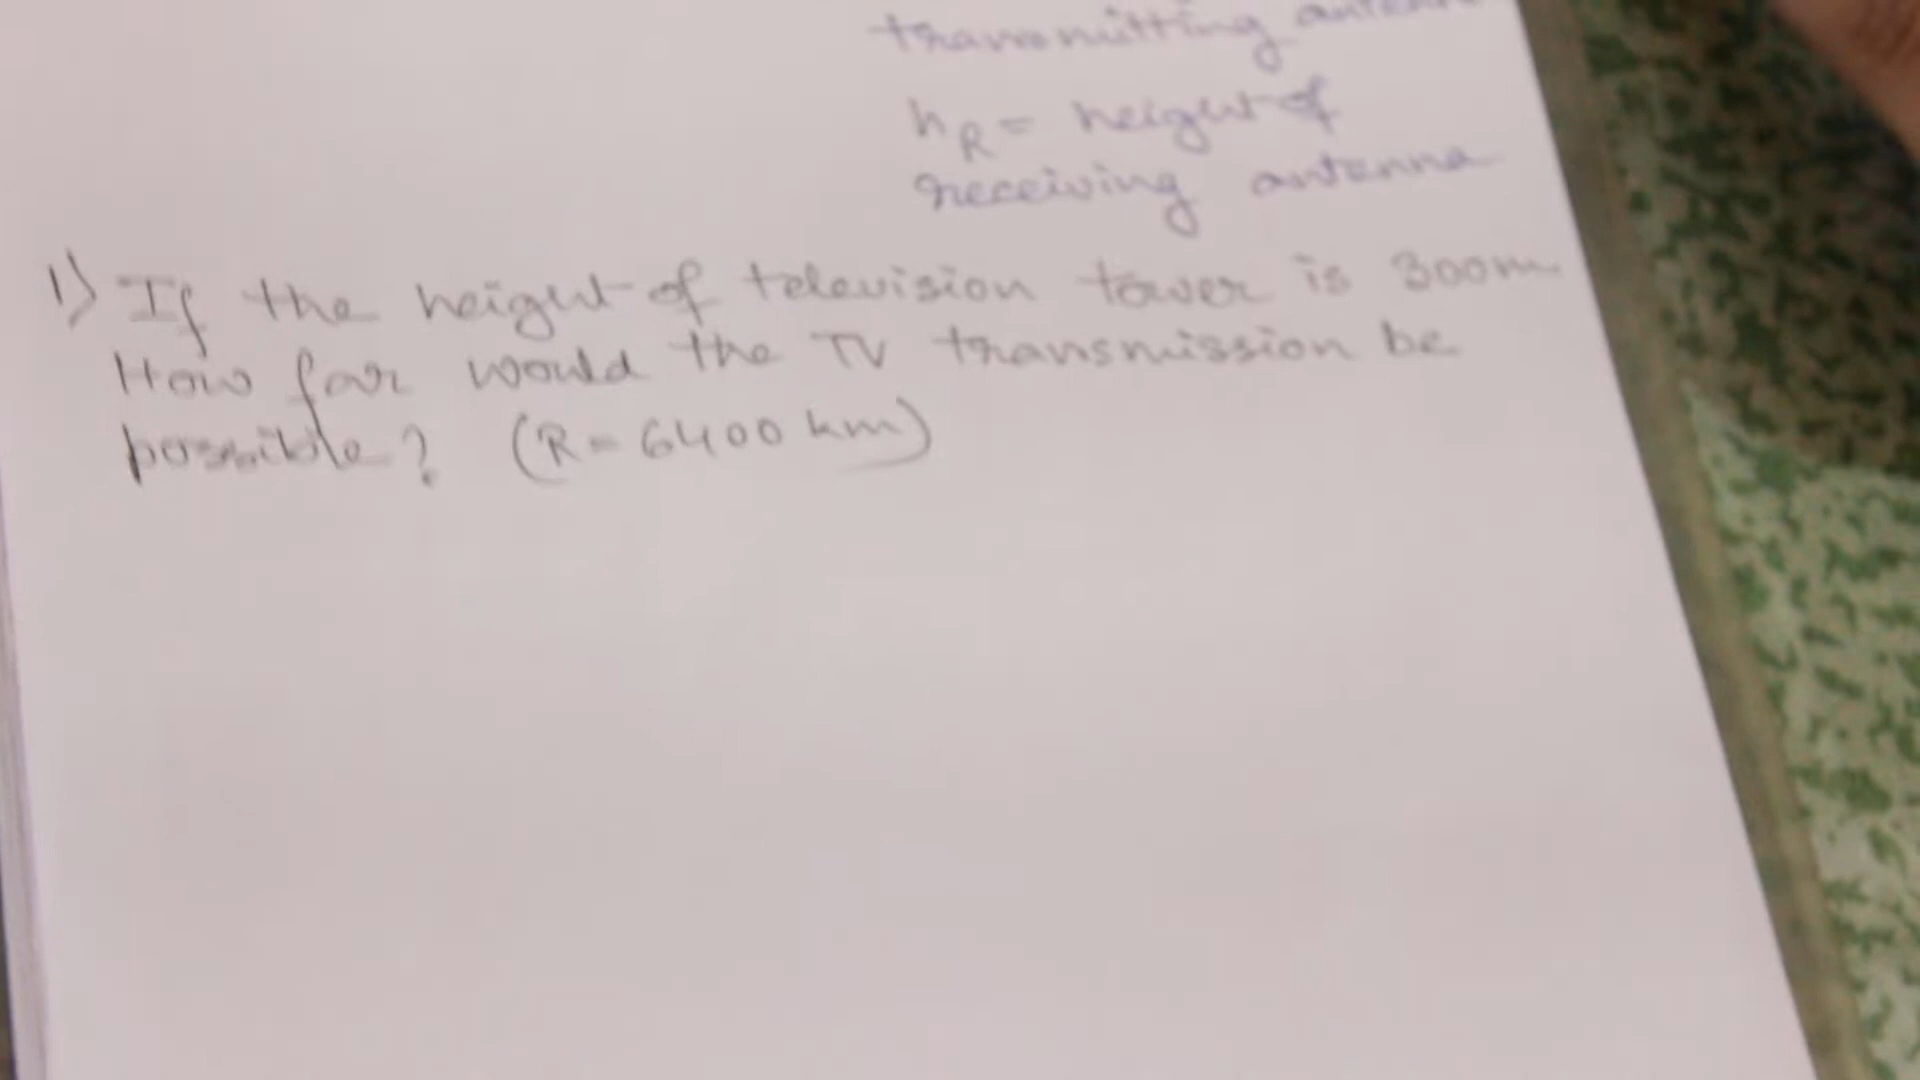 transmitting antenna
hR = height of
receiving antenna
1) If the height of television tower is 300m
How far would the TV transmission be
possible? (R = 6400 km)